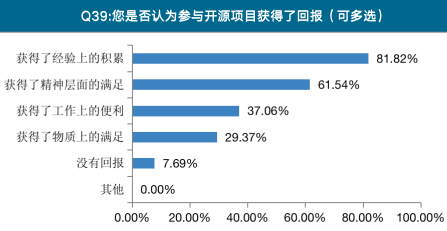 Q39:您是否认为参与开源项目获得了回报（可多选）
获得了经验上的积累 81.82%
获得了精神层面的满足 61.54%
获得了工作上的便利 37.06%
获得了物质上的满足 29.37%
没有回报 7.69%
其他 0.00%
0.00% 20.00% 40.00% 60.00% 80.00% 100.00%